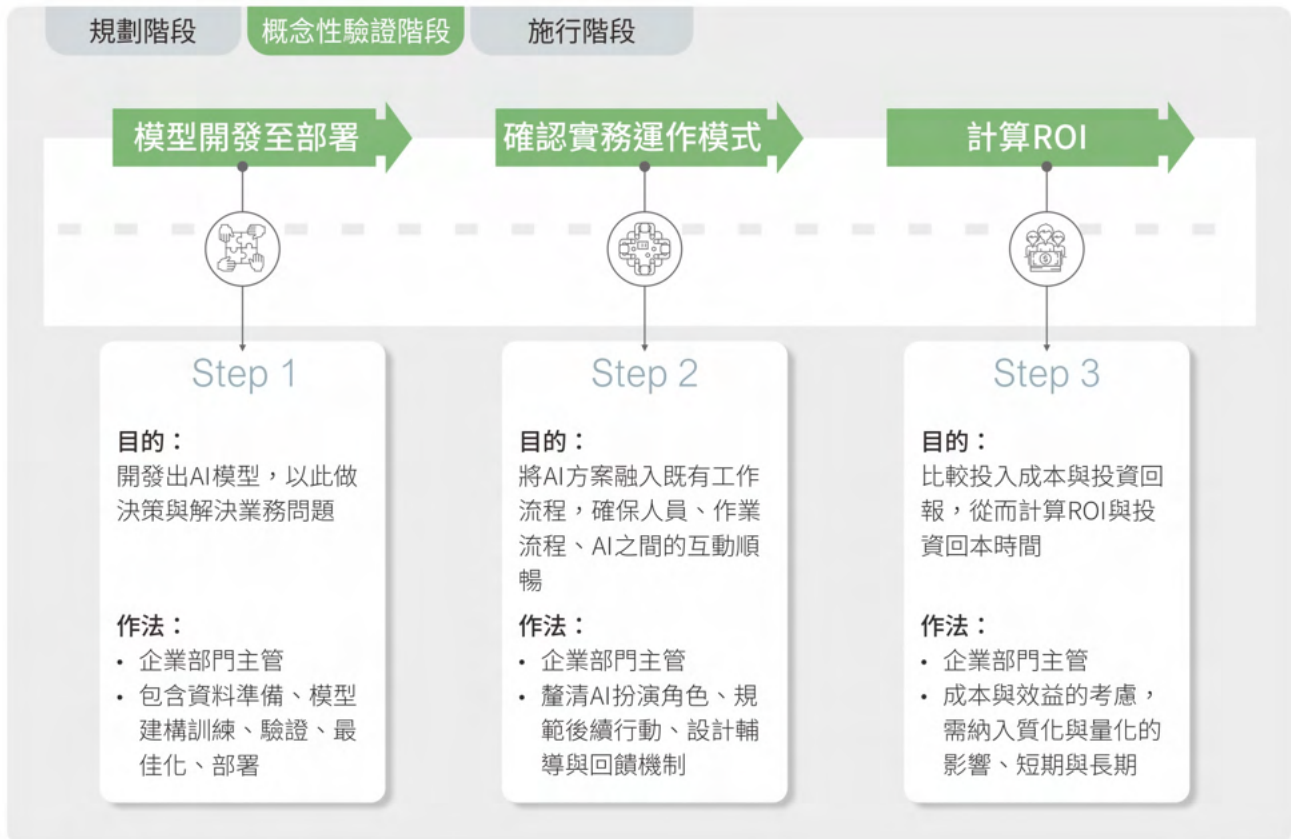 規劃階段
概念性驗證階段
施行階段
模型開發至部署
確認實務運作模式
計算ROI
Step 1
目的：
開發出AI模型，以此做
決策與解決業務問題
作法：
• 企業部門主管
• 包含資料準備、模型
建構訓練、驗證、最
佳化、部署
Step 2
目的：
將AI方案融入既有工作
流程，確保人員、作業
流程、AI之間的互動順
暢
作法：
• 企業部門主管
• 釐清AI扮演角色、規
範後續行動、設計輔
導與回饋機制
Step 3
目的：
比較投入成本與投資回
報，從而計算ROI與投
資回本時間
作法：
• 企業部門主管
• 成本與效益的考慮，
需納入質化與量化的
影響、短期與長期